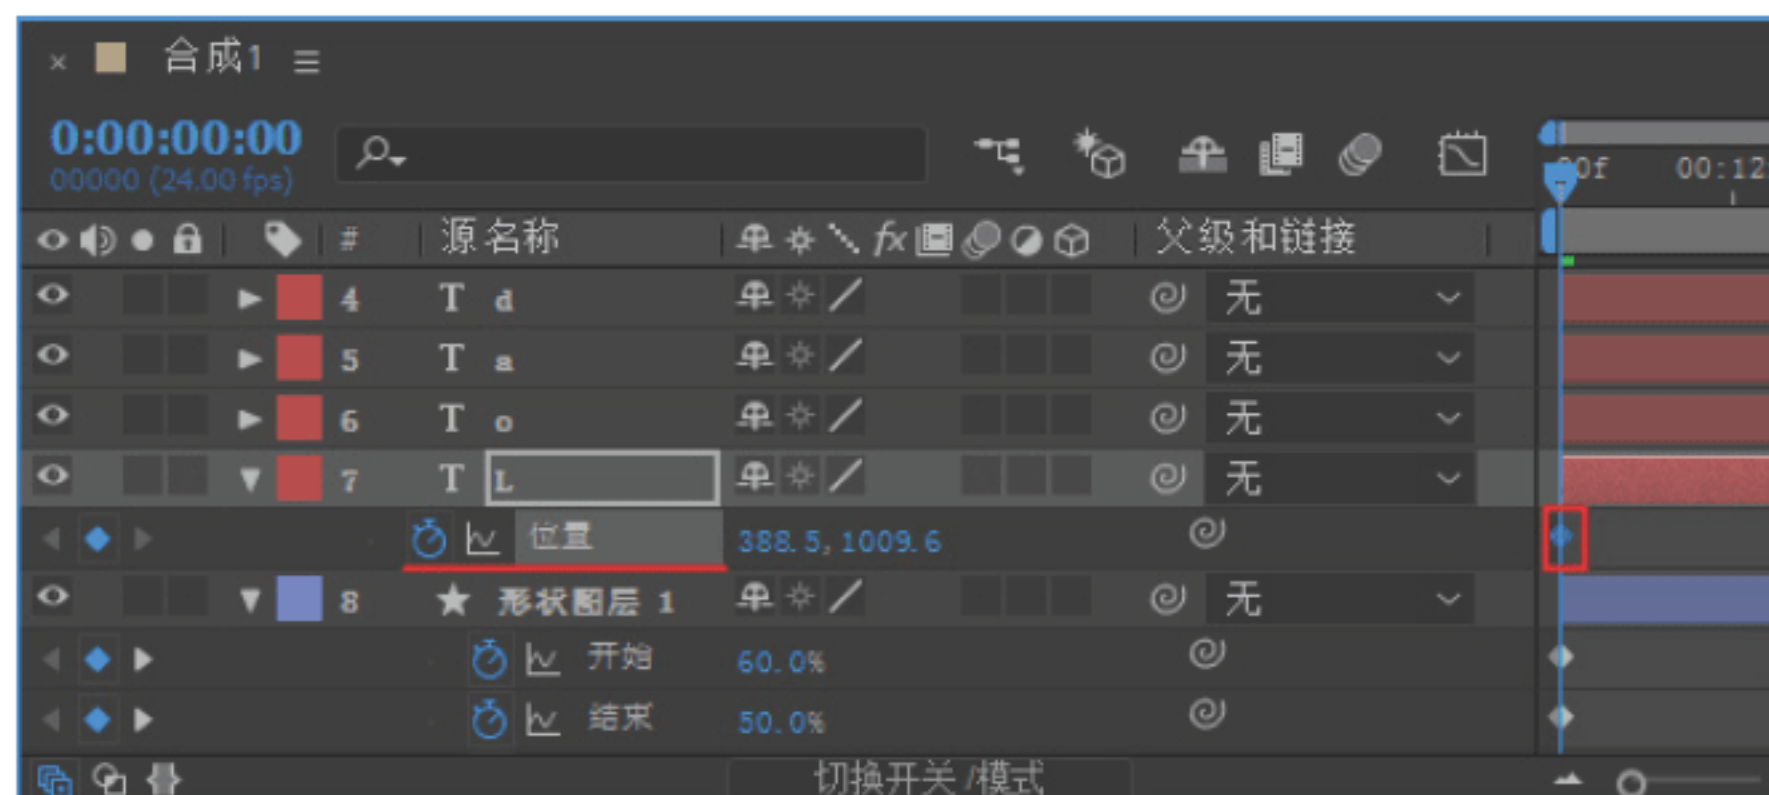 合成1
0:00:00:00
00000 (24.00 fps)
00f 00:12
# 源名称 fx 父级和链接
4 T d 无
5 T a 无
6 T o 无
7 T L 无
位置 388.5, 1009.6
8 形状图层 1 无
开始 60.0%
结束 50.0%
切换开关/模式